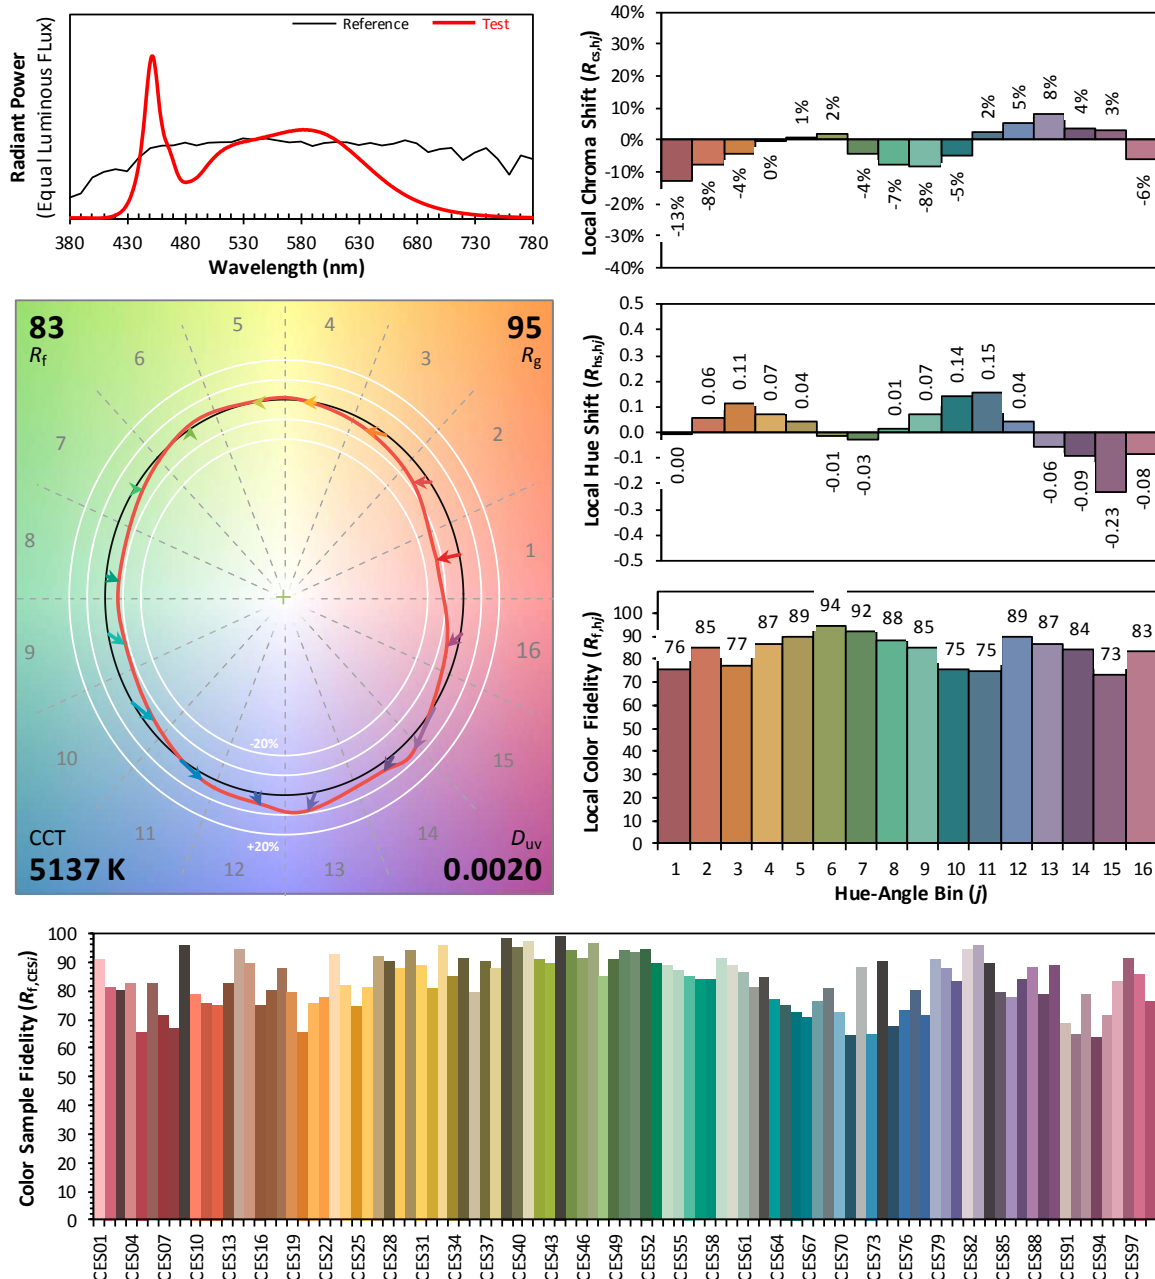 Radiant Power
(Equal Luminous FLux)
Reference
Test
380 430 480 530 580 630 680 730 780
Wavelength (nm)
Local Chroma Shift (Rcs,hj)
40%
30%
20%
10%
0%
-10%
-20%
-30%
-40%
-13% -8% -4% 0% 1% 2% -4% -7% -8% -5% 2% 5% 8% 4% 3% -6%
83
Rf
95
Rg
5 4
6 3
7 2
8 1
9 16
10 15
11 14
12 13
-20%
+20%
CCT
5137 K
Duv
0.0020
Local Hue Shift (Rhs,hj)
0.5
0.4
0.3
0.2
0.1
0.0
-0.1
-0.2
-0.3
-0.4
-0.5
0.00 0.06 0.11 0.07 0.04 -0.01 -0.03 0.01 0.07 0.14 0.15 0.04 -0.06 -0.09 -0.23 -0.08
Local Color Fidelity (Rf,hj)
100
90
80
70
60
50
40
30
20
10
0
76 85 77 87 89 94 92 88 85 75 75 89 87 84 73 83
1 2 3 4 5 6 7 8 9 10 11 12 13 14 15 16
Hue-Angle Bin (j)
Color Sample Fidelity (Rf,CESi)
100
90
80
70
60
50
40
30
20
10
0
CES01 CES04 CES07 CES10 CES13 CES16 CES19 CES22 CES25 CES28 CES31 CES34 CES37 CES40 CES43 CES46 CES49 CES52 CES55 CES58 CES61 CES64 CES67 CES70 CES73 CES76 CES79 CES82 CES85 CES88 CES91 CES94 CES97